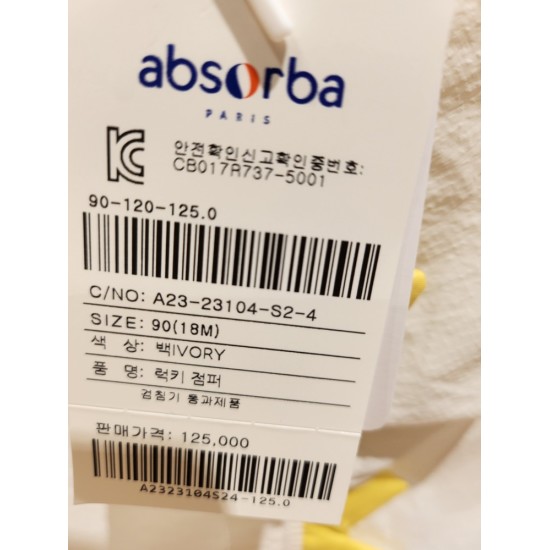 absorba
PARIS
안전확인신고확인증번호:
CB017R737-5001
90-120-125.0
C/NO: A23-23104-S2-4
SIZE: 90(18M)
색 상: 백IVORY
품 명: 럭키 점퍼
검침기 통과제품
판매가격: 125,000
A2323104S24-125.0